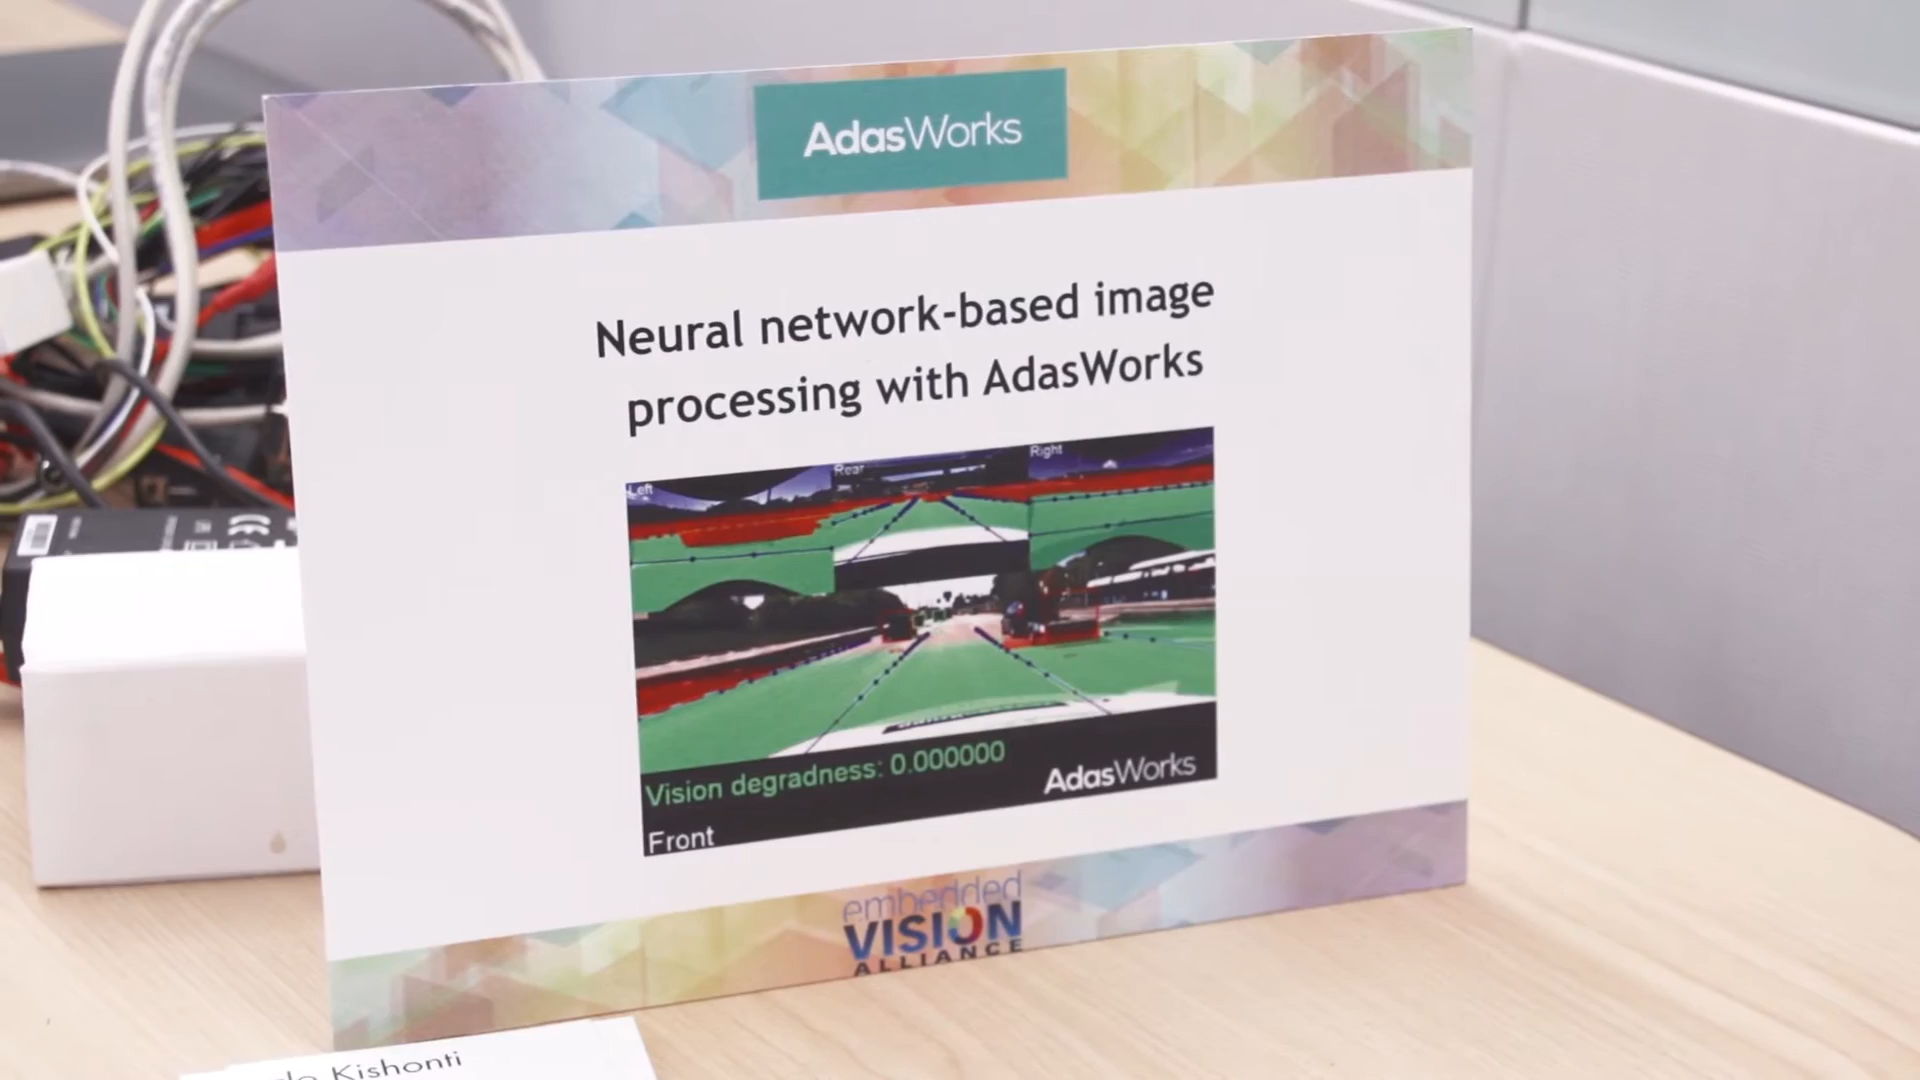 AdasWorks
Neural network-based image
processing with AdasWorks
Left
Rear
Right
Vision degradness: 0.000000
AdasWorks
Front
embedded
VISION
ALLIANCE
Kishonti